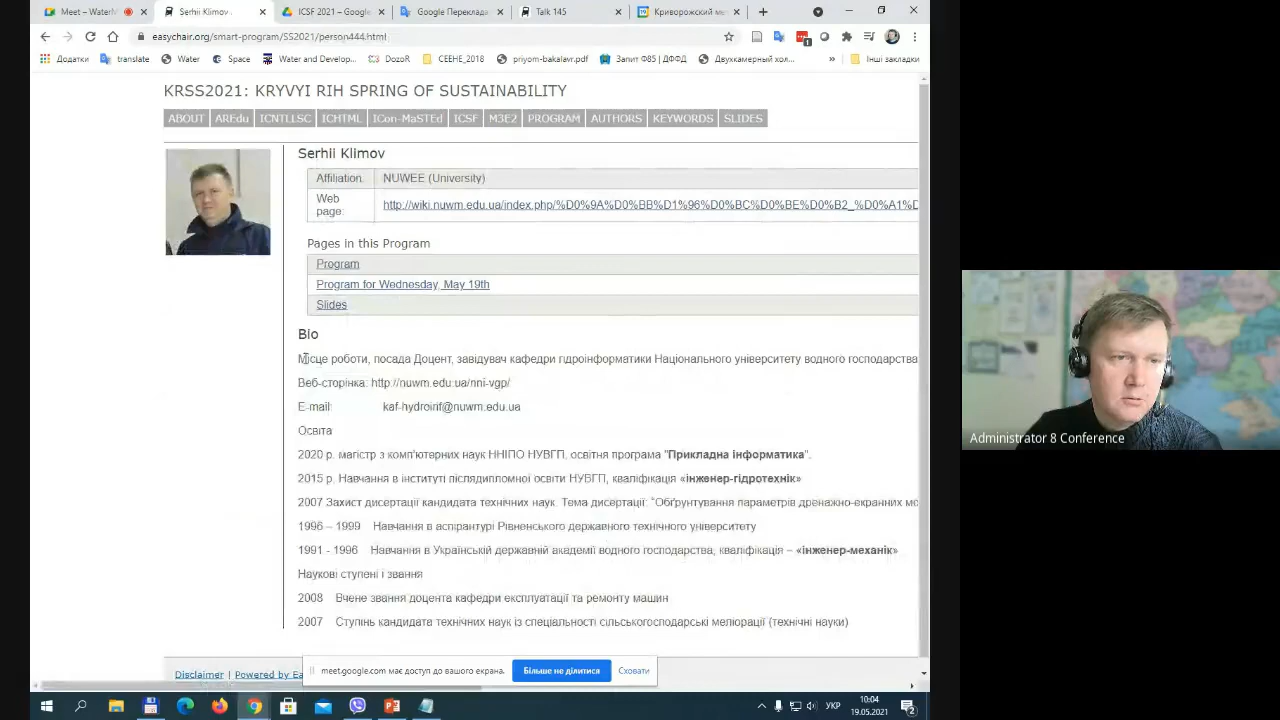 Meet – WaterM
Serhii Klimov
ICSF 2021 – Google
Google Переклада
Talk 145
Криворожский ме
easychair.org/smart-program/SS2021/person444.html
Додатки translate Water Space Water and Develop... DozoR CEEHE_2018 priyom-bakalavr.pdf Запит Ф85 | ДФФД Двухкамерный хол... » Інші закладки
KRSS2021: KRYVYI RIH SPRING OF SUSTAINABILITY
ABOUT AREdu ICNTLLSC ICHTML ICon-MaSTEd ICSF M3E2 PROGRAM AUTHORS KEYWORDS SLIDES
Serhii Klimov
Affiliation: NUWEE (University)
Web page: http://wiki.nuwm.edu.ua/index.php/%D0%9A%D0%BB%D1%96%D0%BC%D0%BE%D0%B2_%D0%A1%D
Pages in this Program
Program
Program for Wednesday, May 19th
Slides
Bio
Місце роботи, посада Доцент, завідувач кафедри гідроінформатики Національного університету водного господарства
Веб-сторінка: http://nuwm.edu.ua/nni-vgp/
E-mail: kaf-hydroirif@nuwm.edu.ua
Освіта
2020 р. магістр з комп'ютерних наук ННІПО НУВГП, освітня програма "Прикладна інформатика".
2015 р. Навчання в інституті післядипломної освіти НУВГП, кваліфікація «інженер-гідротехнік»
2007 Захист дисертації кандидата технічних наук. Тема дисертації: "Обґрунтування параметрів дренажно-екранних мо
1996 – 1999 Навчання в аспірантурі Рівненського державного технічного університету
1991 - 1996 Навчання в Українській державній академії водного господарства, кваліфікація – «інженер-механік»
Наукові ступені і звання
2008 Вчене звання доцента кафедри експлуатації та ремонту машин
2007 Ступінь кандидата технічних наук із спеціальності сільськогосподарські меліорації (технічні науки)
Disclaimer | Powered by Ea
meet.google.com має доступ до вашого екрана. Більше не ділитися Сховати
Administrator 8 Conference
УКР
10:04
19.05.2021
2